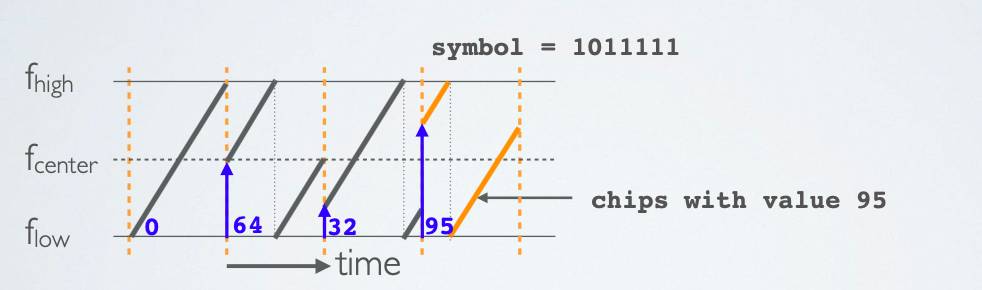 symbol = 1011111
fhigh
fcenter
chips with value 95
0
64
32
95
flow
time